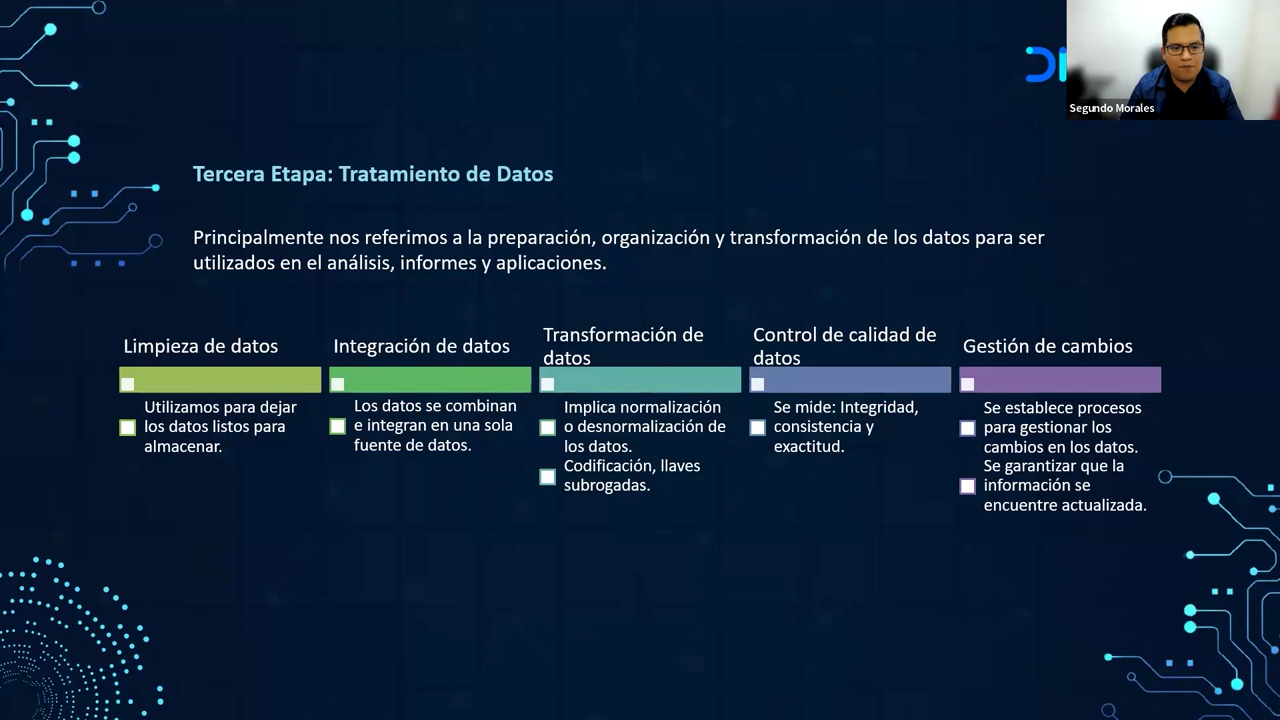 Segundo Morales
Tercera Etapa: Tratamiento de Datos
Principalmente nos referimos a la preparación, organización y transformación de los datos para ser
utilizados en el análisis, informes y aplicaciones.
Limpieza de datos
Utilizamos para dejar
los datos listos para
almacenar.
Integración de datos
Los datos se combinan
e integran en una sola
fuente de datos.
Transformación de
datos
Implica normalización
o desnormalización de
los datos.
Codificación, llaves
subrogadas.
Control de calidad de
datos
Se mide: Integridad,
consistencia y
exactitud.
Gestión de cambios
Se establece procesos
para gestionar los
cambios en los datos.
Se garantizar que la
información se
encuentre actualizada.